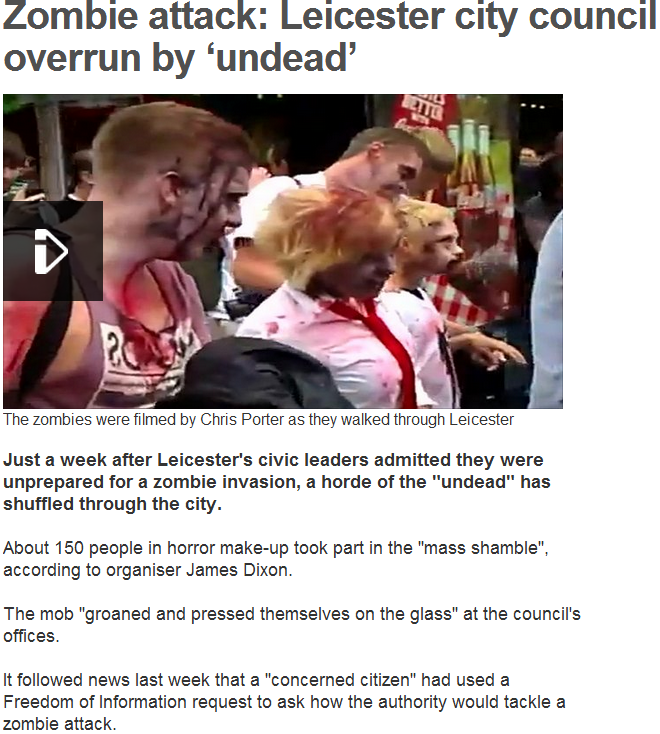 Zombie attack: Leicester city council
overrun by ‘undead’
BETTER
The zombies were filmed by Chris Porter as they walked through Leicester
Just a week after Leicester's civic leaders admitted they were
unprepared for a zombie invasion, a horde of the "undead" has
shuffled through the city.
About 150 people in horror make-up took part in the "mass shamble",
according to organiser James Dixon.
The mob "groaned and pressed themselves on the glass" at the council's
offices.
It followed news last week that a "concerned citizen" had used a
Freedom of Information request to ask how the authority would tackle a
zombie attack.